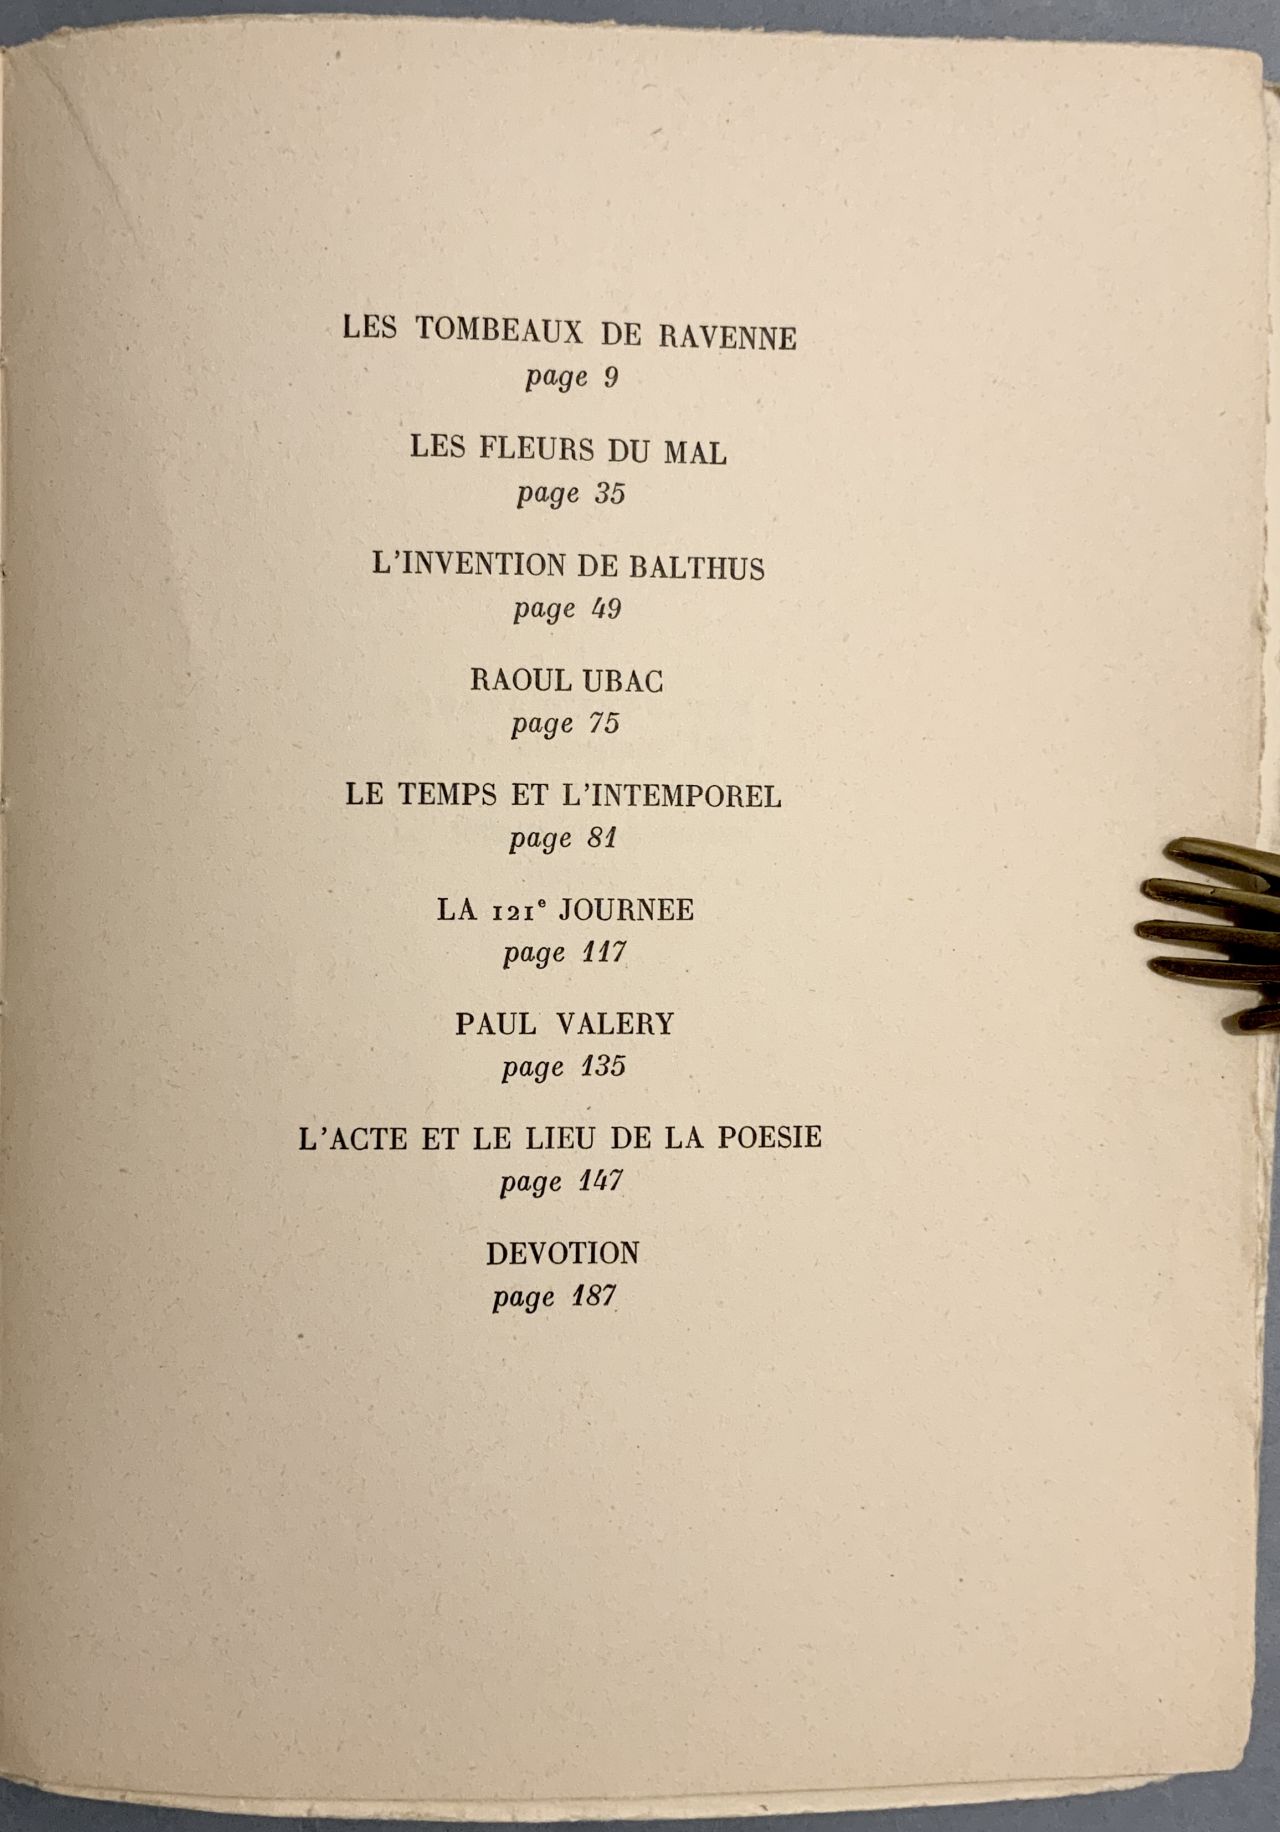 LES TOMBEAUX DE RAVENNE
page 9
LES FLEURS DU MAL
page 35
L'INVENTION DE BALTHUS
page 49
RAOUL UBAC
page 75
LE TEMPS ET L'INTEMPOREL
page 81
LA 121e JOURNEE
page 117
PAUL VALERY
page 135
L'ACTE ET LE LIEU DE LA POESIE
page 147
DEVOTION
page 187